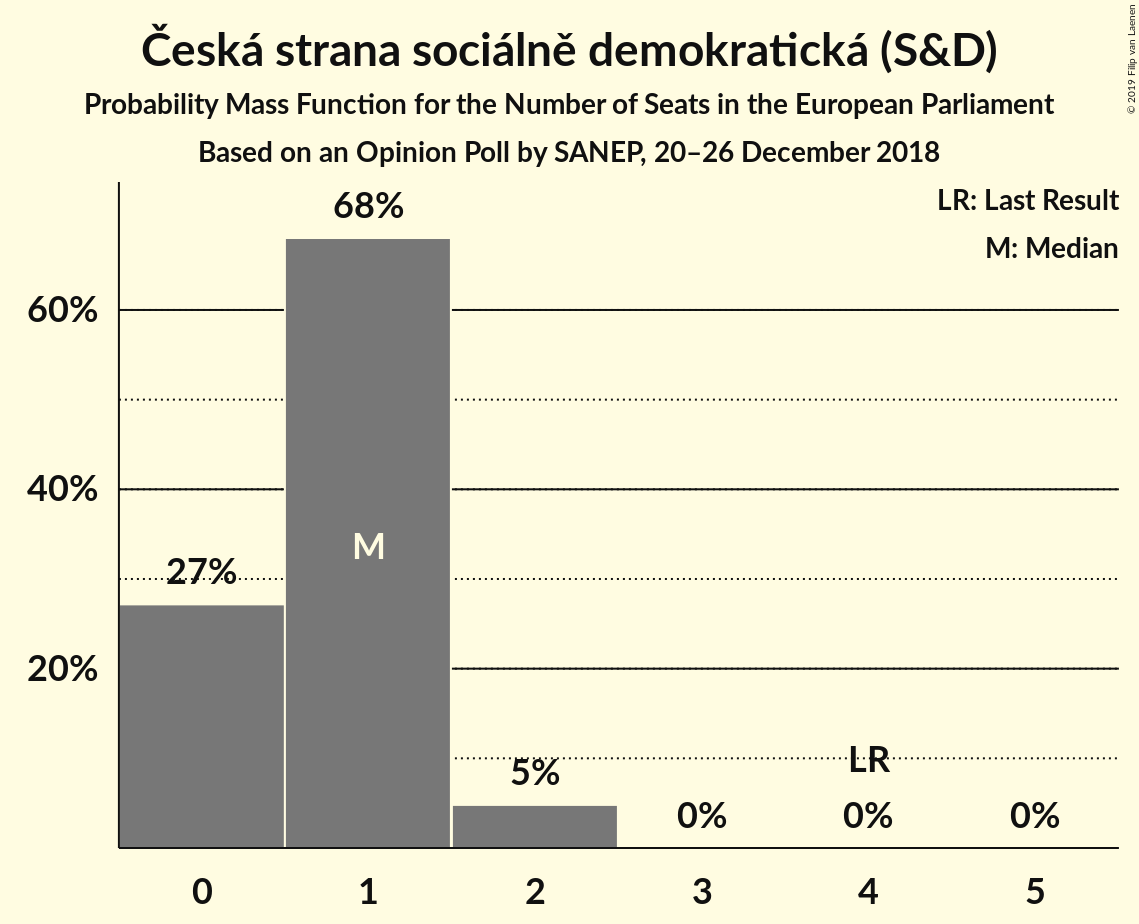 Česká strana sociálně demokratická (S&D)
Probability Mass Function for the Number of Seats in the European Parliament
Based on an Opinion Poll by SANEP, 20–26 December 2018
© 2019 Filip van Laenen
LR: Last Result
M: Median
68%
60%
40%
M
27%
20%
LR
5%
0%
0%
0%
0 1 2 3 4 5